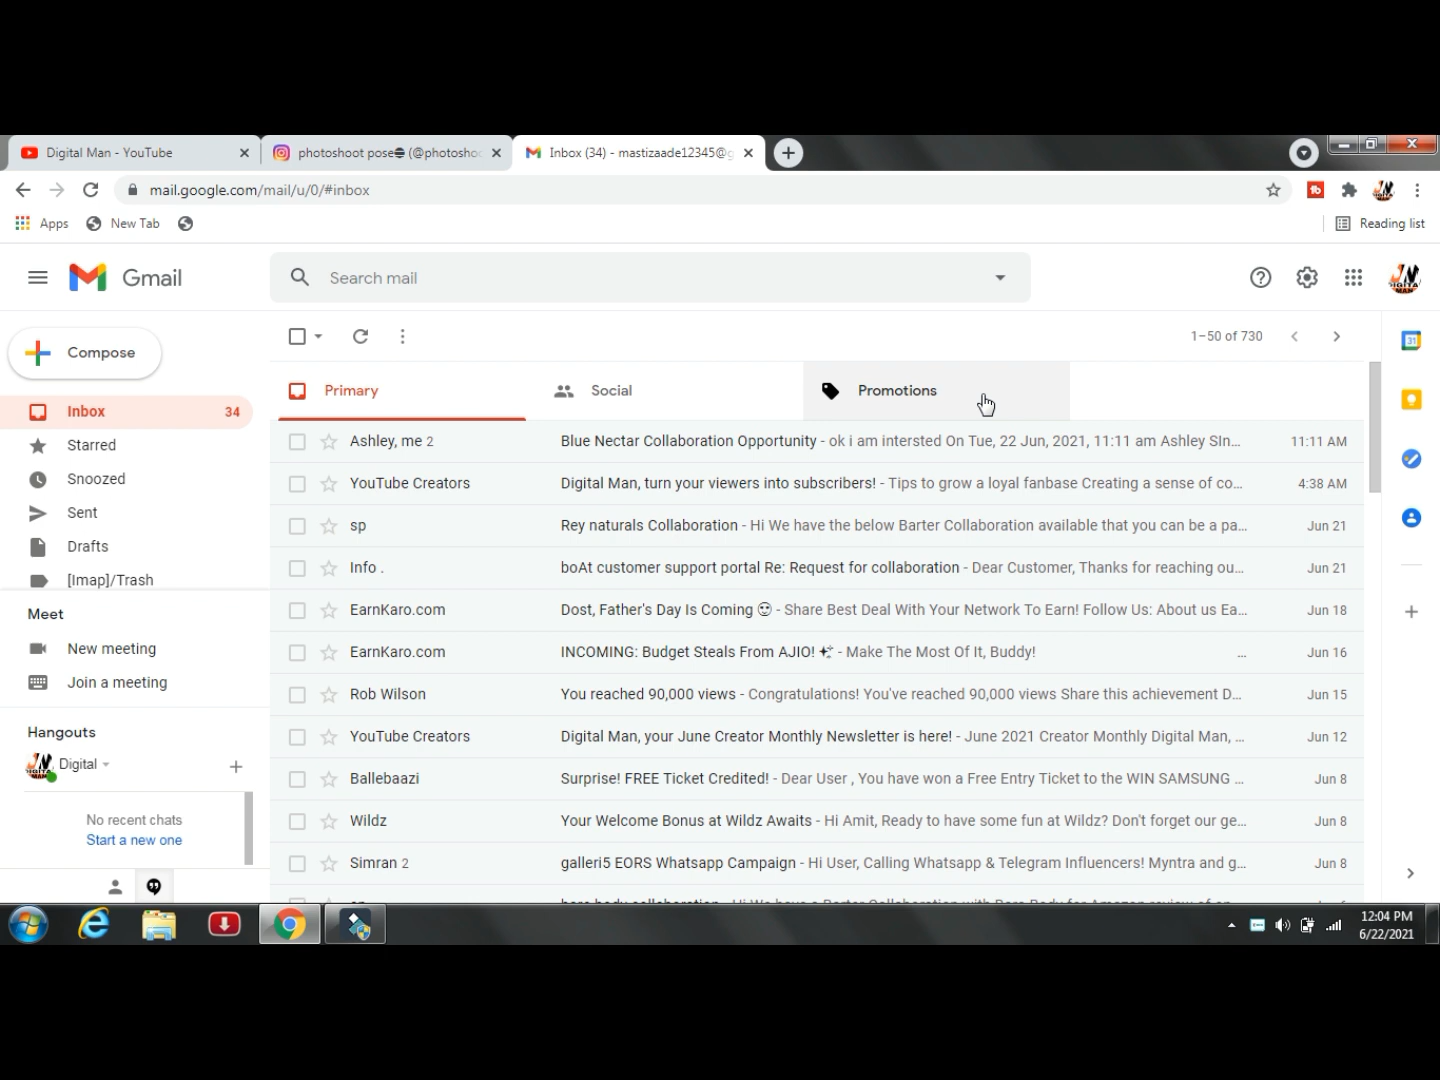 Digital Man - YouTube
photoshoot pose (@photoshoo
Inbox (34) - mastizaade12345@g
mail.google.com/mail/u/0/#inbox
Apps
New Tab
Reading list
Gmail
Search mail
Compose
1–50 of 730
Primary
Social
Promotions
Inbox 34
Starred
Snoozed
Sent
Drafts
[Imap]/Trash
Meet
New meeting
Join a meeting
Hangouts
Digital
No recent chats
Start a new one
Ashley, me 2 Blue Nectar Collaboration Opportunity - ok i am intersted On Tue, 22 Jun, 2021, 11:11 am Ashley SIn... 11:11 AM
YouTube Creators Digital Man, turn your viewers into subscribers! - Tips to grow a loyal fanbase Creating a sense of co... 4:38 AM
sp Rey naturals Collaboration - Hi We have the below Barter Collaboration available that you can be a pa... Jun 21
Info . boAt customer support portal Re: Request for collaboration - Dear Customer, Thanks for reaching ou... Jun 21
EarnKaro.com Dost, Father's Day Is Coming 😍 - Share Best Deal With Your Network To Earn! Follow Us: About us Ea... Jun 18
EarnKaro.com INCOMING: Budget Steals From AJIO! ✨ - Make The Most Of It, Buddy! ... Jun 16
Rob Wilson You reached 90,000 views - Congratulations! You've reached 90,000 views Share this achievement D... Jun 15
YouTube Creators Digital Man, your June Creator Monthly Newsletter is here! - June 2021 Creator Monthly Digital Man, ... Jun 12
Ballebaazi Surprise! FREE Ticket Credited! - Dear User , You have won a Free Entry Ticket to the WIN SAMSUNG ... Jun 8
Wildz Your Welcome Bonus at Wildz Awaits - Hi Amit, Ready to have some fun at Wildz? Don't forget our ge... Jun 8
Simran 2 galleri5 EORS Whatsapp Campaign - Hi User, Calling Whatsapp & Telegram Influencers! Myntra and g... Jun 8
12:04 PM
6/22/2021